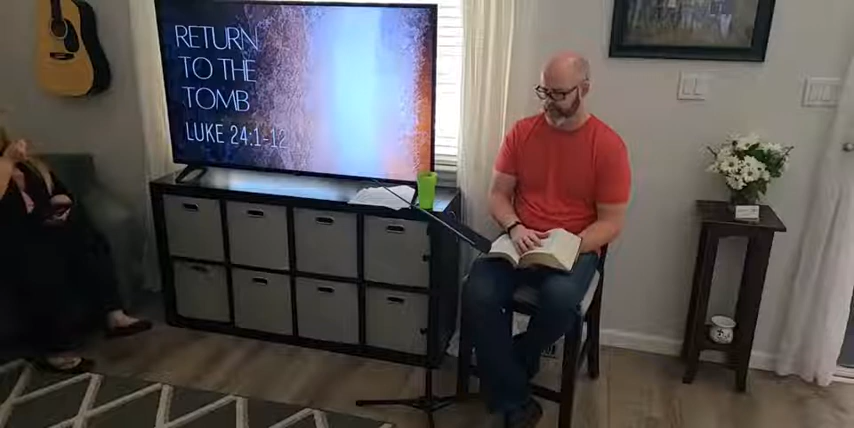 RETURN
TO THE
TOMB
LUKE 24:1-12